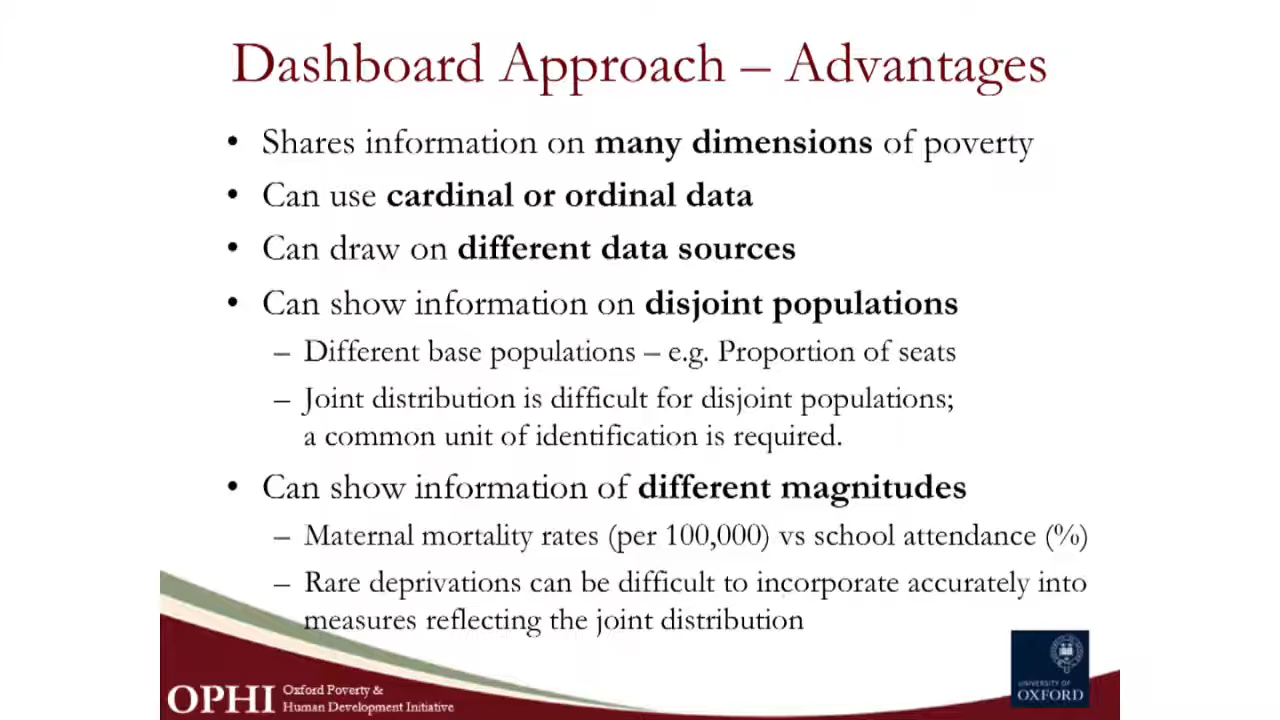 Dashboard Approach – Advantages
• Shares information on many dimensions of poverty
• Can use cardinal or ordinal data
• Can draw on different data sources
• Can show information on disjoint populations
– Different base populations – e.g. Proportion of seats
– Joint distribution is difficult for disjoint populations;
a common unit of identification is required.
• Can show information of different magnitudes
– Maternal mortality rates (per 100,000) vs school attendance (%)
– Rare deprivations can be difficult to incorporate accurately into
measures reflecting the joint distribution
OPHI
Oxford Poverty &
Human Development Initiative
UNIVERSITY OF
OXFORD